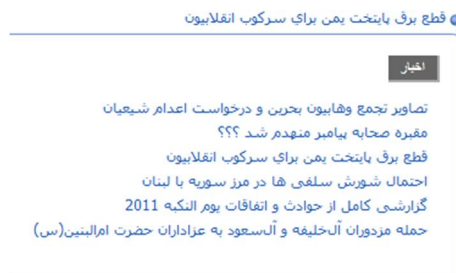 قطع برق پايتخت يمن براي سركوب انقلابيون
اخبار
تصاوير تجمع وهابيون بحرين و درخواست اعدام شيعيان
مقبره صحابه پيامبر منهدم شد ؟؟؟
قطع برق پايتخت يمن براي سركوب انقلابيون
احتمال شورش سلفی ها در مرز سوريه با لبنان
گزارشی كامل از حوادث و اتفاقات يوم النكبه 2011
حمله مزدوران آل‌خليفه و آل‌سعود به عزاداران حضرت ام‌البنين(س)